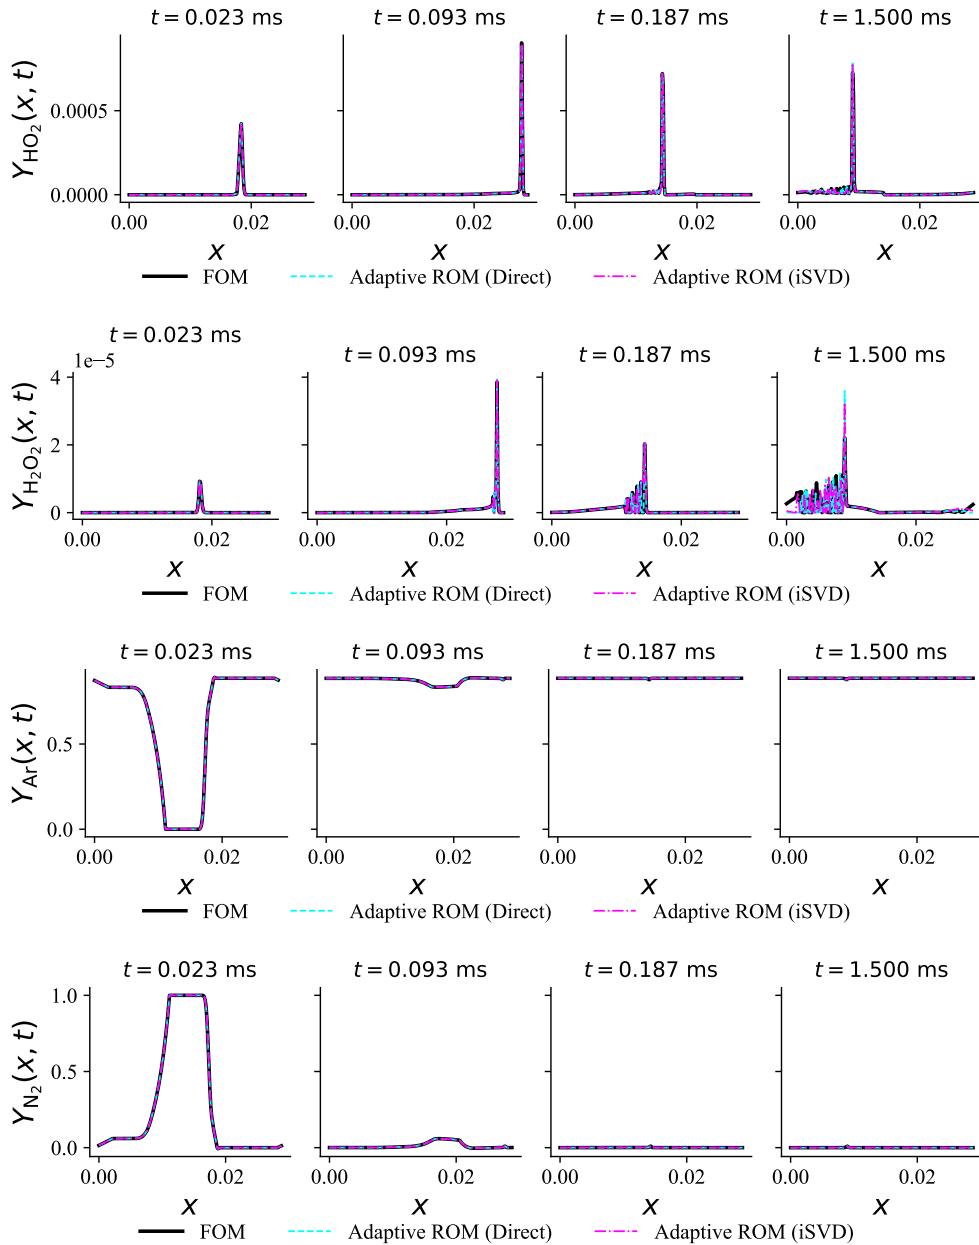 t = 0.023 ms t = 0.093 ms t = 0.187 ms t = 1.500 ms
Y_HO₂(x, t)
0.0005
0.0000
0.00 0.02 0.00 0.02 0.00 0.02 0.00 0.02
x x x x
FOM Adaptive ROM (Direct) Adaptive ROM (iSVD)
t = 0.023 ms
t = 0.093 ms t = 0.187 ms t = 1.500 ms
1e−5
Y_H₂O₂(x, t)
4
2
0
0.00 0.02 0.00 0.02 0.00 0.02 0.00 0.02
x x x x
FOM Adaptive ROM (Direct) Adaptive ROM (iSVD)
t = 0.023 ms t = 0.093 ms t = 0.187 ms t = 1.500 ms
Y_Ar(x, t)
0.5
0.0
0.00 0.02 0.00 0.02 0.00 0.02 0.00 0.02
x x x x
FOM Adaptive ROM (Direct) Adaptive ROM (iSVD)
t = 0.023 ms t = 0.093 ms t = 0.187 ms t = 1.500 ms
Y_N₂(x, t)
1.0
0.5
0.0
0.00 0.02 0.00 0.02 0.00 0.02 0.00 0.02
x x x x
FOM Adaptive ROM (Direct) Adaptive ROM (iSVD)